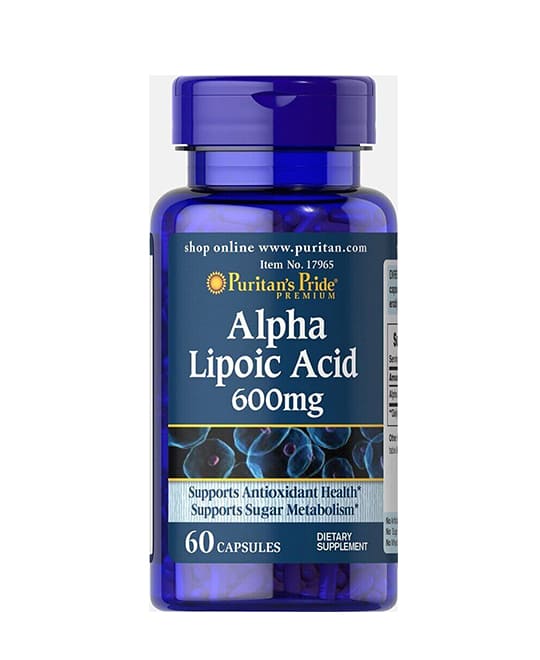 shop online www.puritan.com
Item No. 17965
Puritan's Pride®
PREMIUM
Alpha
Lipoic Acid
600mg
Supports Antioxidant Health*
Supports Sugar Metabolism*
60 CAPSULES
DIETARY
SUPPLEMENT